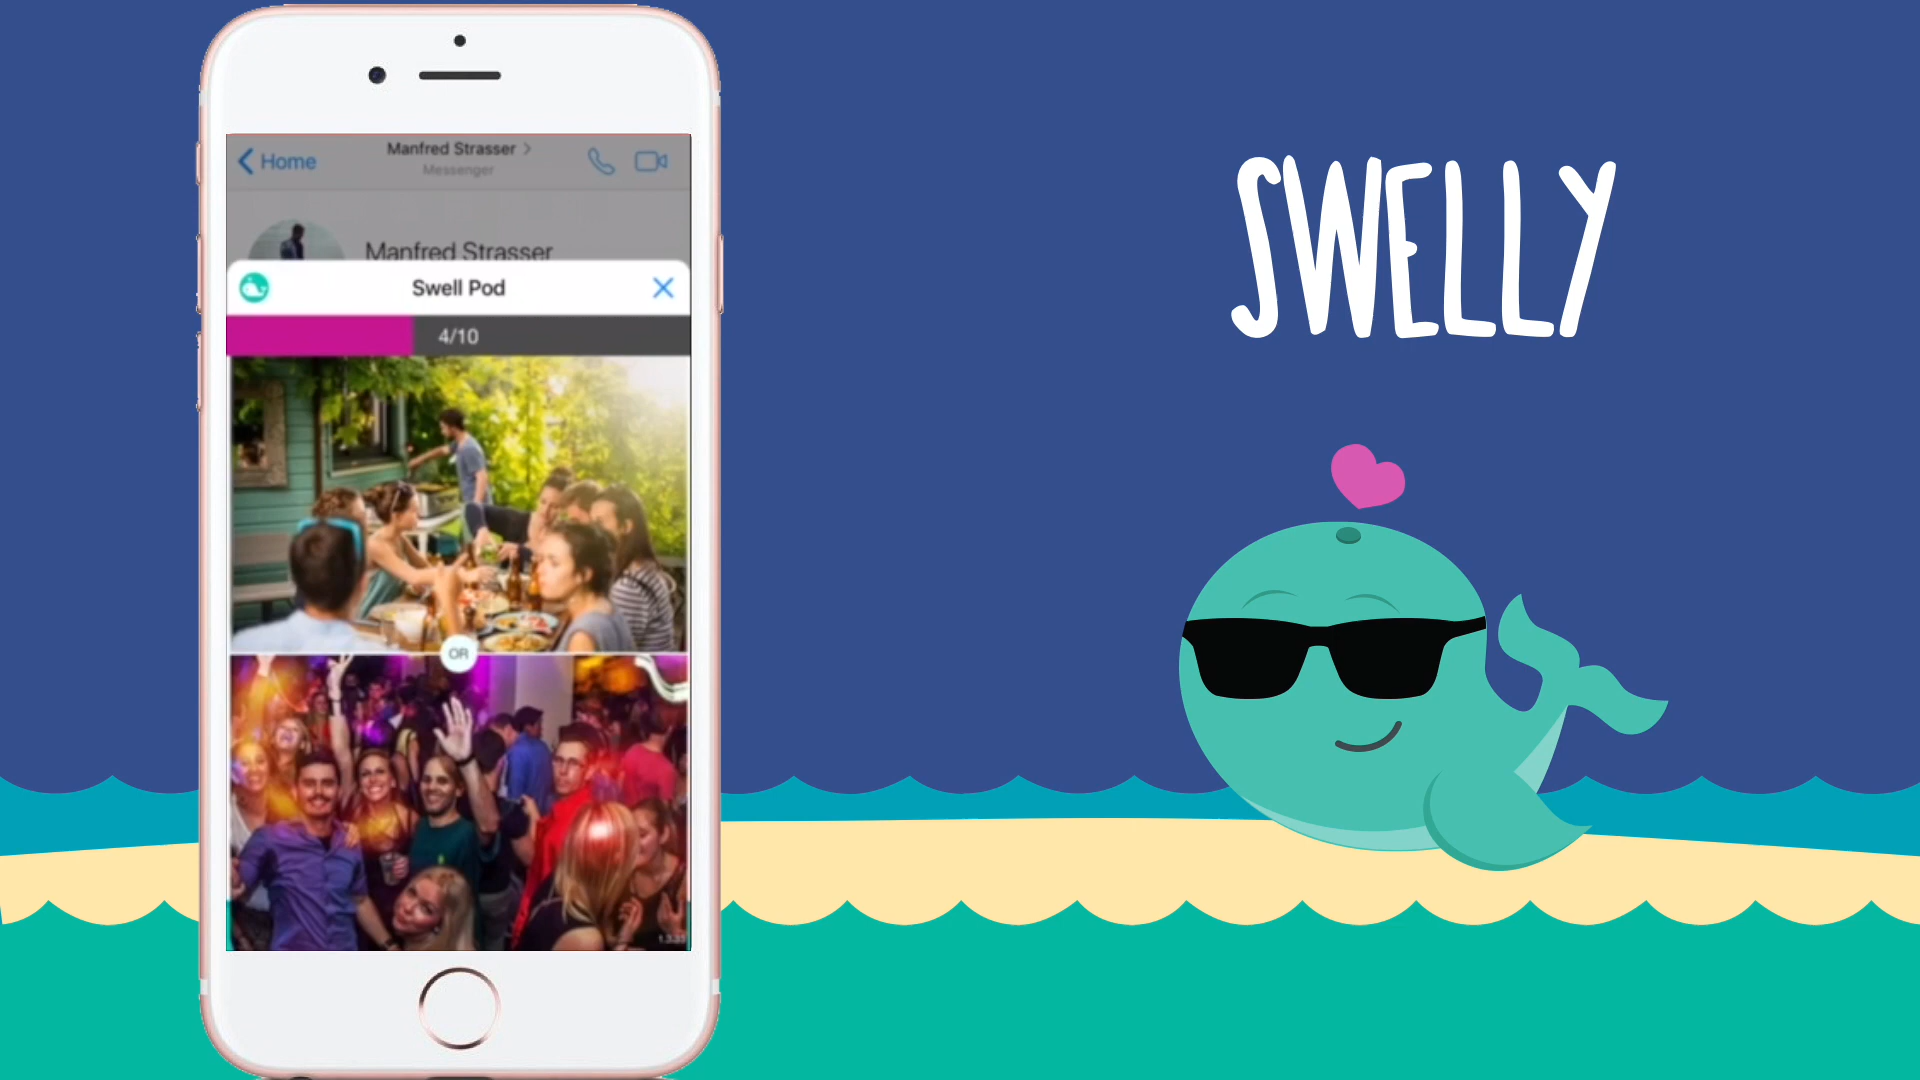 Home
Manfred Strasser >
Messenger
Manfred Strasser
Swell Pod
4/10
OR
SWELLY